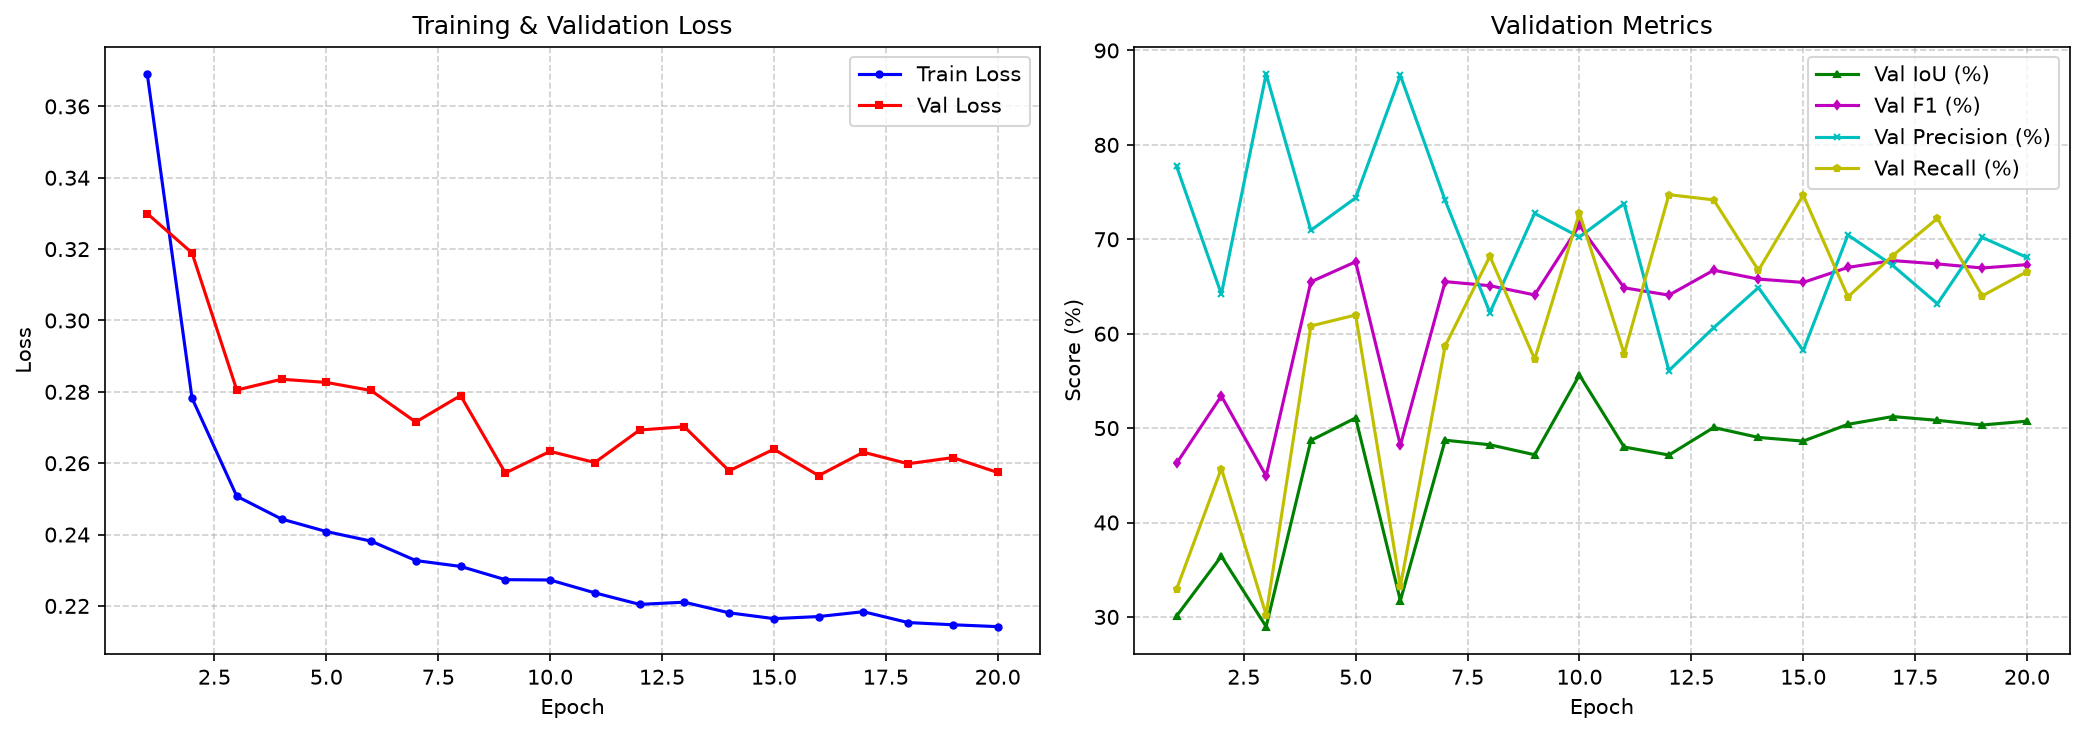 Training & Validation Loss
Train Loss
Val Loss
Loss
0.36
0.34
0.32
0.30
0.28
0.26
0.24
0.22
2.5 5.0 7.5 10.0 12.5 15.0 17.5 20.0
Epoch
Validation Metrics
Val IoU (%)
Val F1 (%)
Val Precision (%)
Val Recall (%)
Score (%)
90
80
70
60
50
40
30
2.5 5.0 7.5 10.0 12.5 15.0 17.5 20.0
Epoch